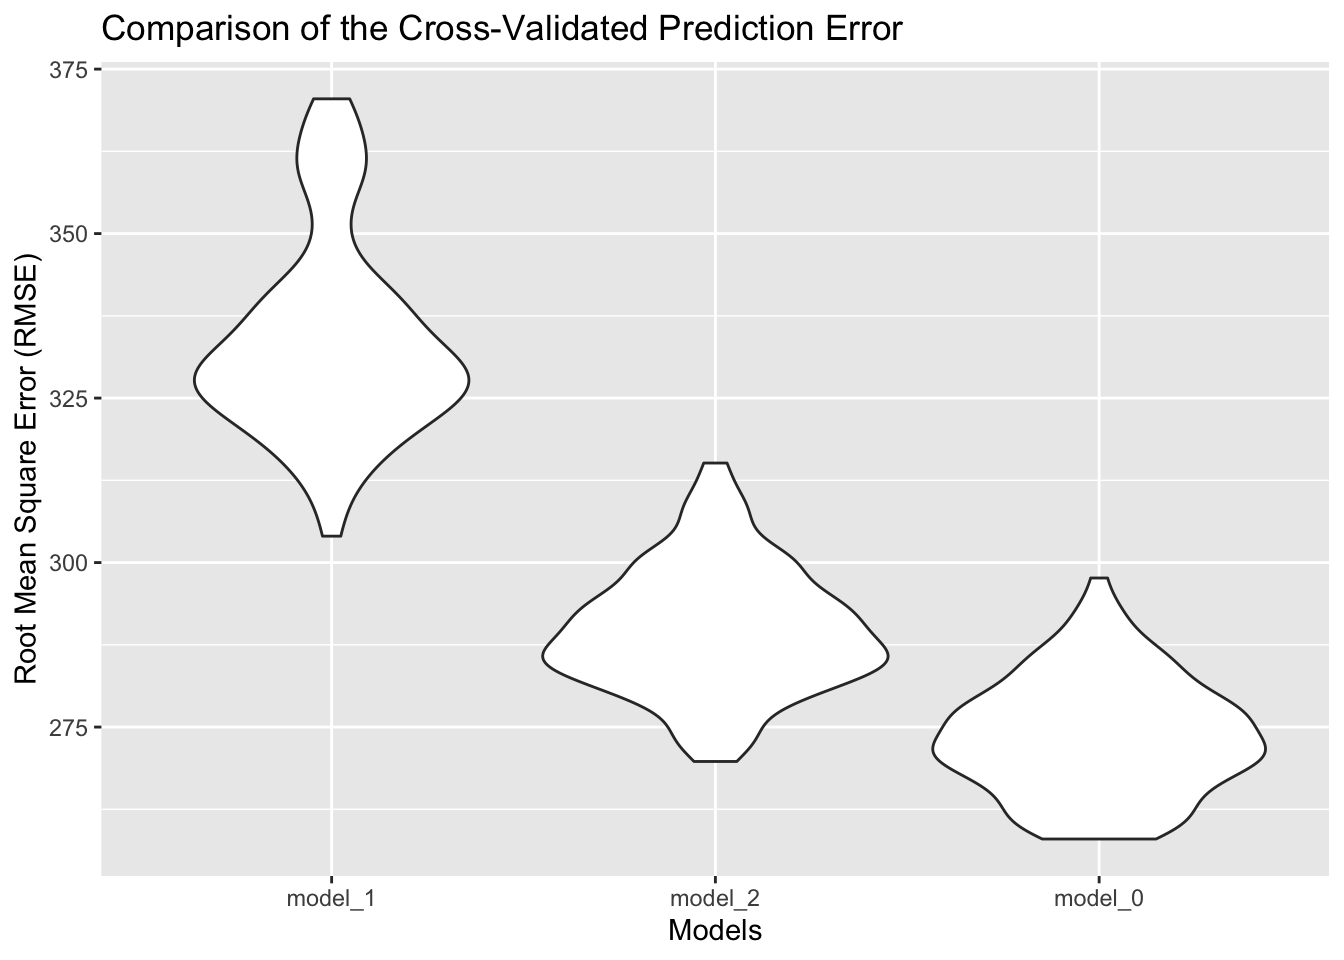 Comparison of the Cross-Validated Prediction Error
Root Mean Square Error (RMSE)
375
350
325
300
275
model_1
model_2
model_0
Models